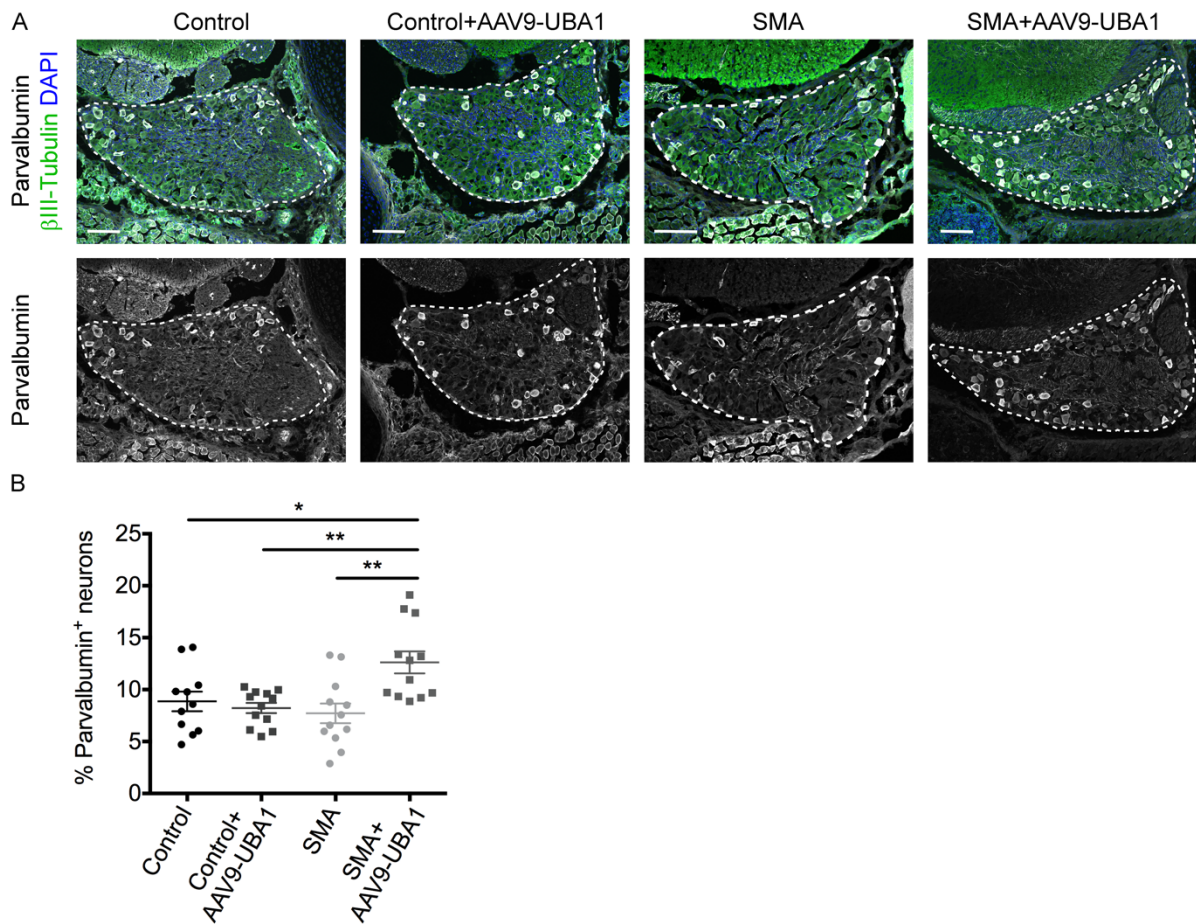 A
Control
Control+AAV9-UBA1
SMA
SMA+AAV9-UBA1
Parvalbumin
βIII-Tubulin DAPI
Parvalbumin
B
*
**
**
25
20
15
10
5
0
% Parvalbumin⁺ neurons
Control
Control+
AAV9-UBA1
SMA
SMA+
AAV9-UBA1